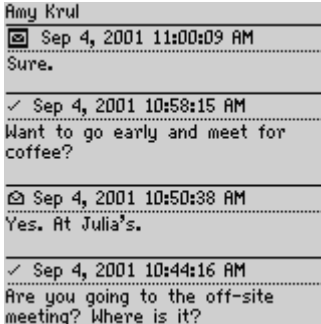 Amy Krul
Sep 4, 2001 11:00:09 AM
Sure.
✓ Sep 4, 2001 10:58:15 AM
Want to go early and meet for
coffee?
Sep 4, 2001 10:50:38 AM
Yes. At Julia's.
✓ Sep 4, 2001 10:44:16 AM
Are you going to the off-site
meeting? Where is it?